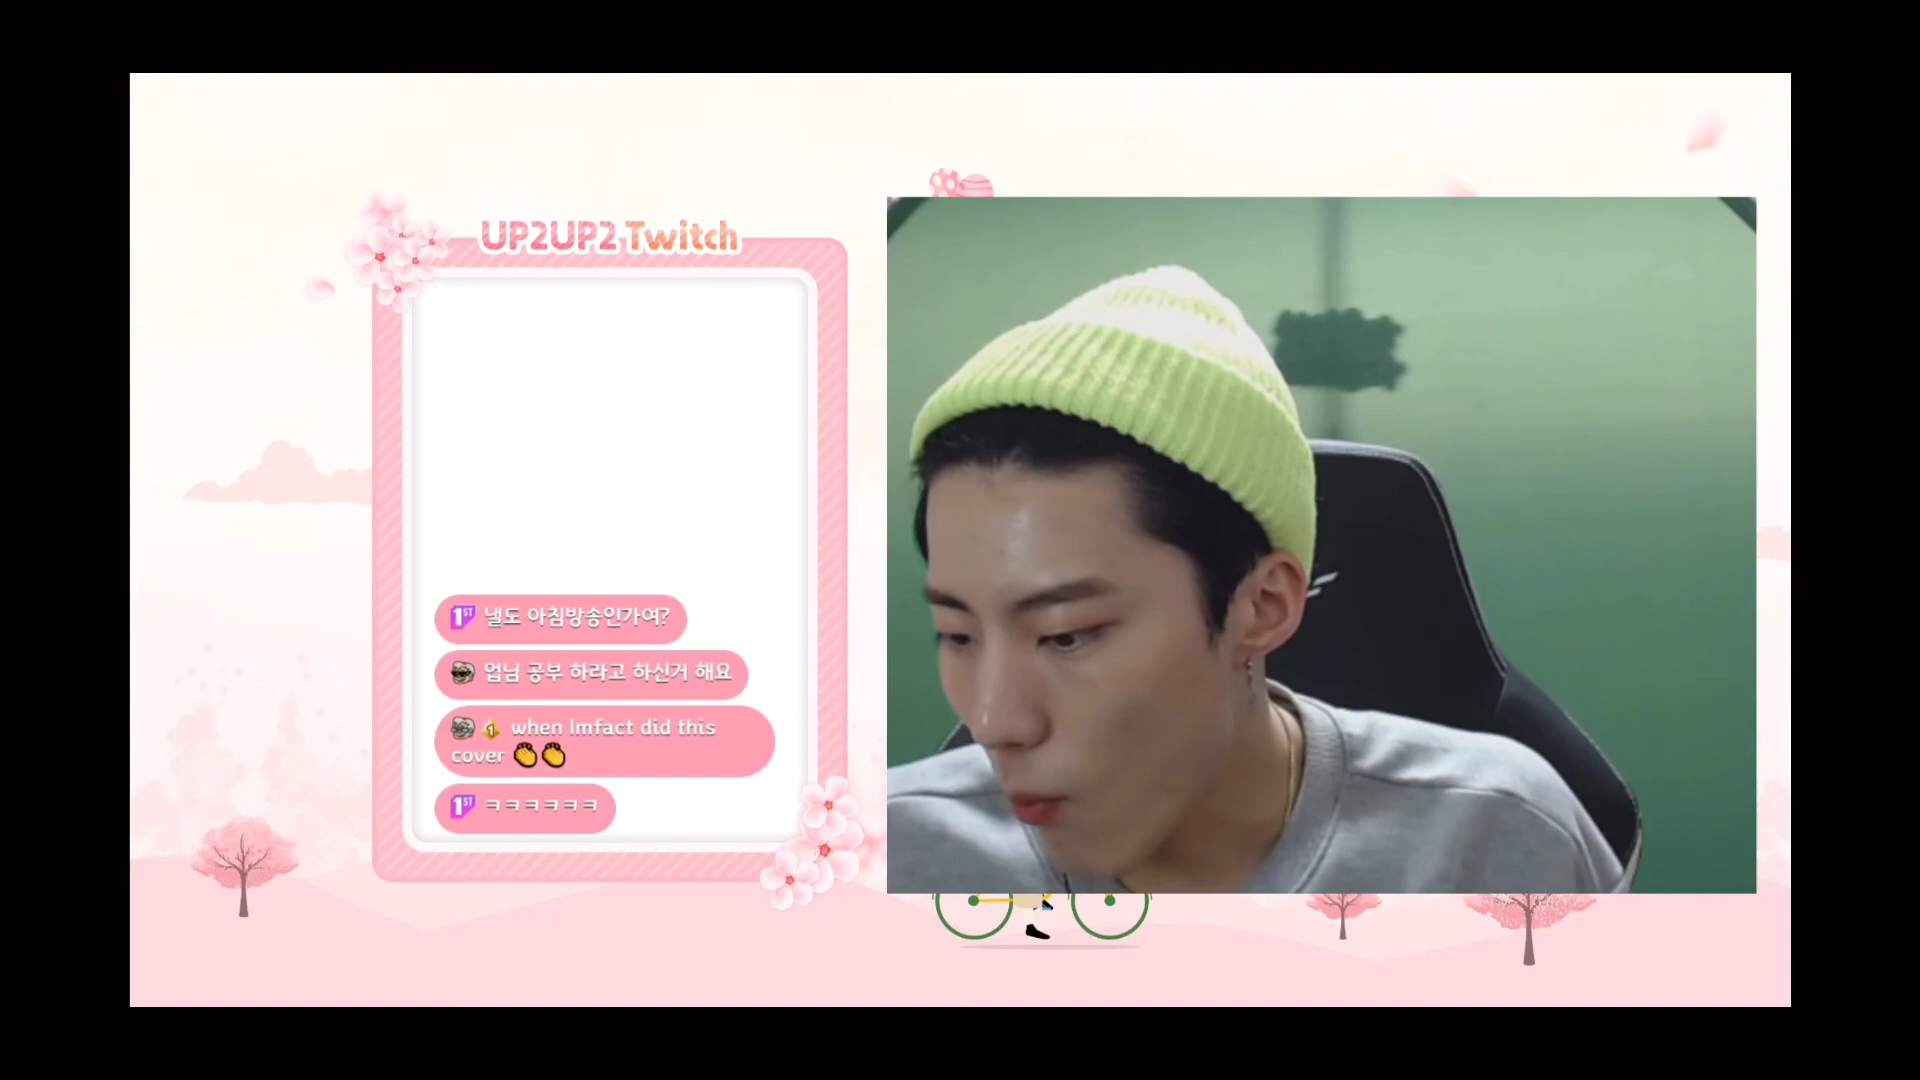 UP2UP2 Twitch
1ST 낼도 아침방송인가여?
업님 공부 하라고 하신거 해요
1 when Imfact did this
cover 👏👏
1ST ㅋㅋㅋㅋㅋㅋ